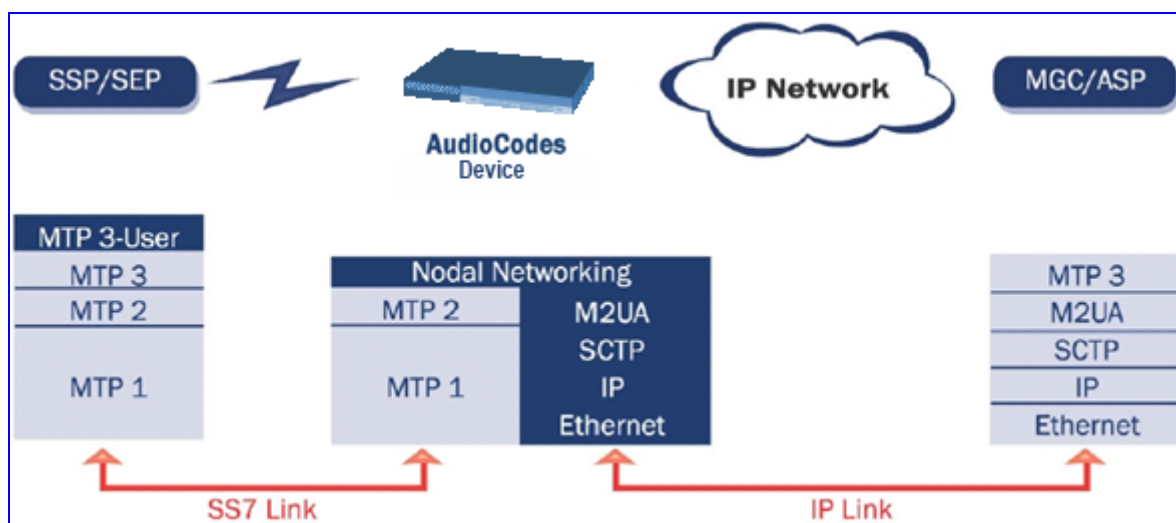 SSP/SEP
AudioCodes
Device
IP Network
MGC/ASP
MTP 3-User
MTP 3
MTP 2
MTP 1
Nodal Networking
MTP 2
MTP 1
M2UA
SCTP
IP
Ethernet
MTP 3
M2UA
SCTP
IP
Ethernet
SS7 Link
IP Link